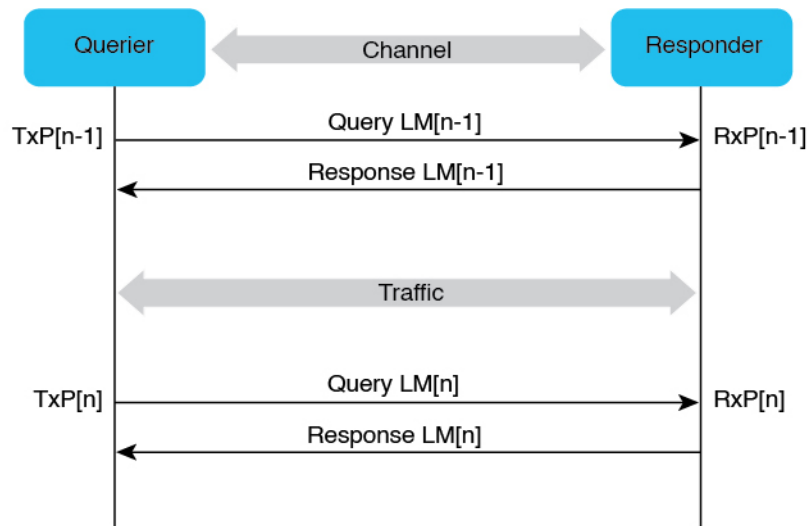 Querier
Channel
Responder
TxP[n-1]
Query LM[n-1]
RxP[n-1]
Response LM[n-1]
Traffic
TxP[n]
Query LM[n]
RxP[n]
Response LM[n]